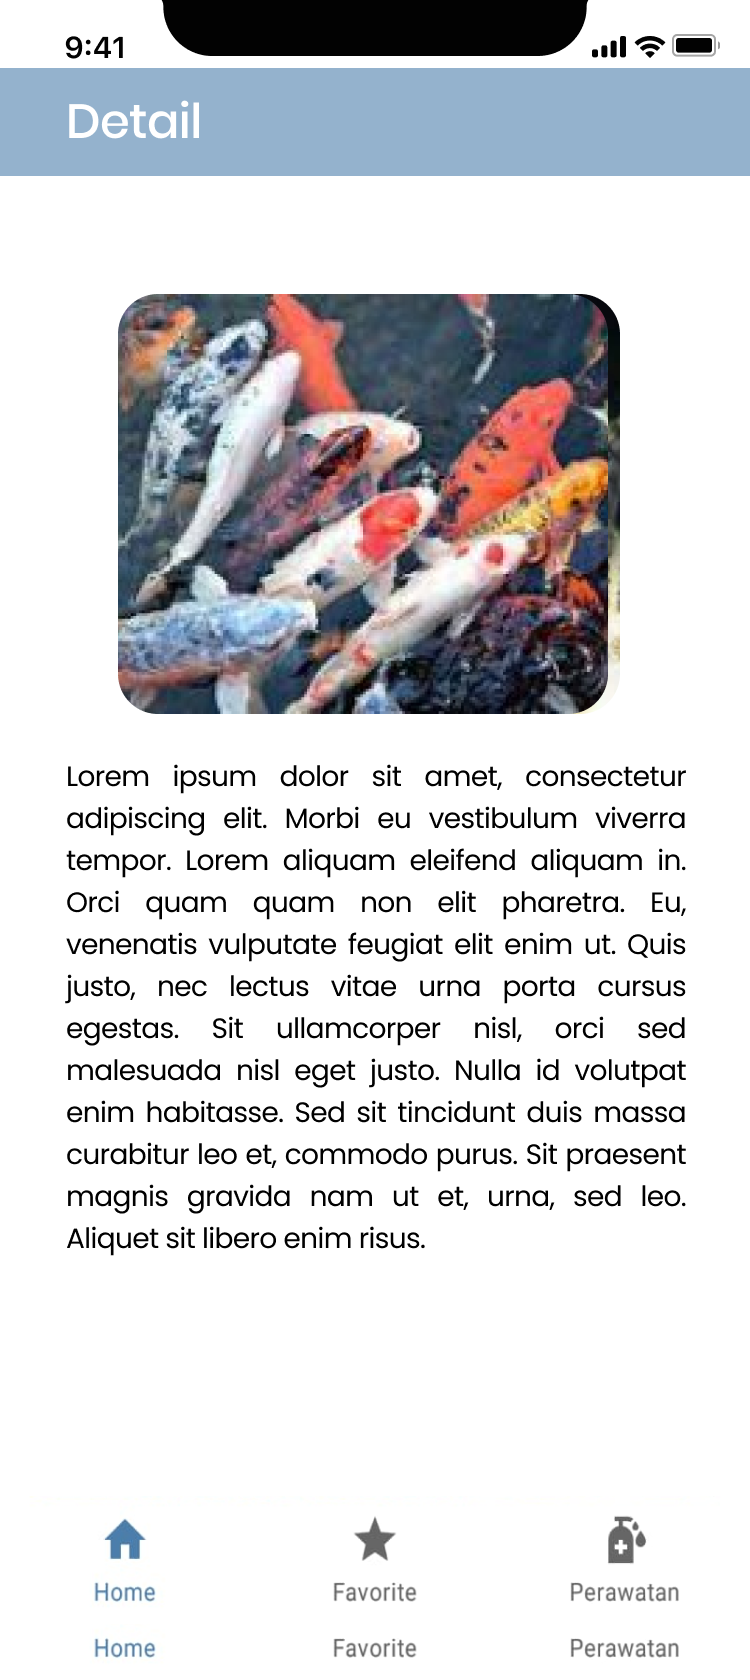 9:41
Detail
Lorem ipsum dolor sit amet, consectetur
adipiscing elit. Morbi eu vestibulum viverra
tempor. Lorem aliquam eleifend aliquam in.
Orci quam quam non elit pharetra. Eu,
venenatis vulputate feugiat elit enim ut. Quis
justo, nec lectus vitae urna porta cursus
egestas. Sit ullamcorper nisl, orci sed
malesuada nisl eget justo. Nulla id volutpat
enim habitasse. Sed sit tincidunt duis massa
curabitur leo et, commodo purus. Sit praesent
magnis gravida nam ut et, urna, sed leo.
Aliquet sit libero enim risus.
Home Favorite Perawatan
Home Favorite Perawatan